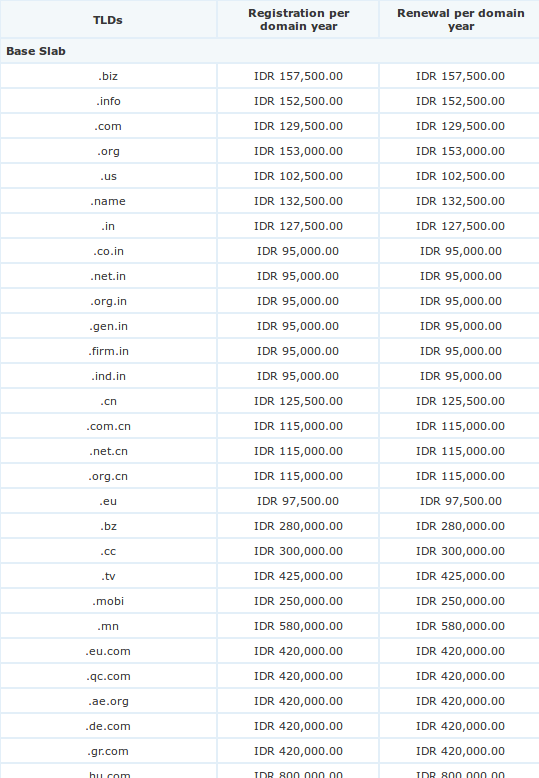 TLDs Registration per domain year Renewal per domain year
Base Slab
.biz IDR 157,500.00 IDR 157,500.00
.info IDR 152,500.00 IDR 152,500.00
.com IDR 129,500.00 IDR 129,500.00
.org IDR 153,000.00 IDR 153,000.00
.us IDR 102,500.00 IDR 102,500.00
.name IDR 132,500.00 IDR 132,500.00
.in IDR 127,500.00 IDR 127,500.00
.co.in IDR 95,000.00 IDR 95,000.00
.net.in IDR 95,000.00 IDR 95,000.00
.org.in IDR 95,000.00 IDR 95,000.00
.gen.in IDR 95,000.00 IDR 95,000.00
.firm.in IDR 95,000.00 IDR 95,000.00
.ind.in IDR 95,000.00 IDR 95,000.00
.cn IDR 125,500.00 IDR 125,500.00
.com.cn IDR 115,000.00 IDR 115,000.00
.net.cn IDR 115,000.00 IDR 115,000.00
.org.cn IDR 115,000.00 IDR 115,000.00
.eu IDR 97,500.00 IDR 97,500.00
.bz IDR 280,000.00 IDR 280,000.00
.cc IDR 300,000.00 IDR 300,000.00
.tv IDR 425,000.00 IDR 425,000.00
.mobi IDR 250,000.00 IDR 250,000.00
.mn IDR 580,000.00 IDR 580,000.00
.eu.com IDR 420,000.00 IDR 420,000.00
.qc.com IDR 420,000.00 IDR 420,000.00
.ae.org IDR 420,000.00 IDR 420,000.00
.de.com IDR 420,000.00 IDR 420,000.00
.gr.com IDR 420,000.00 IDR 420,000.00
.hu.com IDR 800,000.00 IDR 800,000.00